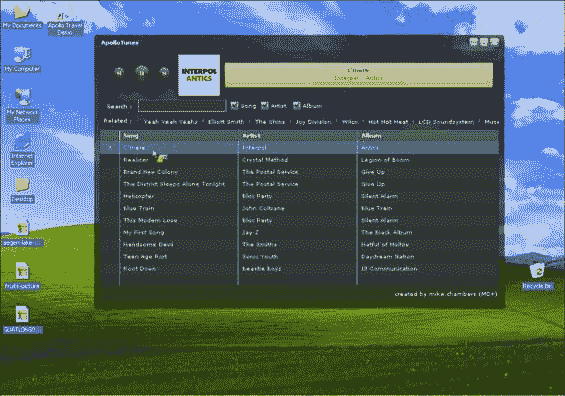 My Documents
Apollo Travel Demo
My Computer
My Network Places
Internet Explorer
Desktop
Recycle Bin
ApolloTunes
INTERPOL
ANTICS
Interpol Antics
Search :
Song
Artist
Album
Related :
Yeah Yeah Yeahs
Elliott Smith
The Shins
Joy Division
Wilco
Hot Hot Heat
LCD Soundsystem
Song Artist Album
Interpol Antics
Realizer Crystal Method Legion of Boom
Brand New Colony The Postal Service Give Up
The District Sleeps Alone Tonight The Postal Service Give Up
Helicopter Bloc Party Silent Alarm
Blue Train John Coltrane Blue Train
This Modern Love Bloc Party Silent Alarm
My First Song Jay-Z The Black Album
Handsome Devil The Smiths Hatful of Hollow
Teen Age Riot Sonic Youth Daydream Nation
Root Down Beastie Boys Ill Communication
created by mike chambers